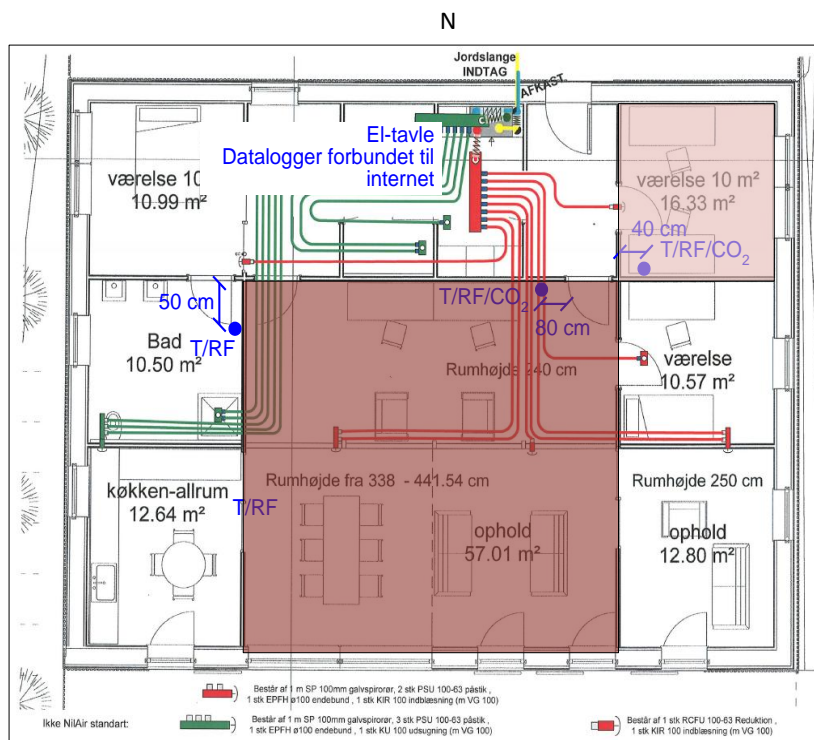 N
Jordslange
INDTAG
AFKAST.
El-tavle
Datalogger forbundet til
internet
værelse 10
10.99 m²
værelse 10 m²
16.33 m²
40 cm
T/RF/CO₂
50 cm
T/RF
Bad
10.50 m²
T/RF/CO₂
80 cm
Rumhøjde 240 cm
værelse
10.57 m²
køkken-allrum
12.64 m²
T/RF
Rumhøjde fra 338 - 441.54 cm
ophold
57.01 m²
Rumhøjde 250 cm
ophold
12.80 m²
Består af 1 m SP 100mm galvspirorør, 2 stk PSU 100-63 påstik ,
1 stk EPFH ø100 endebund , 1 stk KIR 100 indblæsning (m VG 100)
Ikke NilAir standart:
Består af 1 m SP 100mm galvspirorør, 3 stk PSU 100-63 påstik ,
1 stk EPFH ø100 endebund , 1 stk KU 100 udsugning (m VG 100)
Består af 1 stk RCFU 100-63 Reduktion ,
1 stk KIR 100 indblæsning (m VG 100)